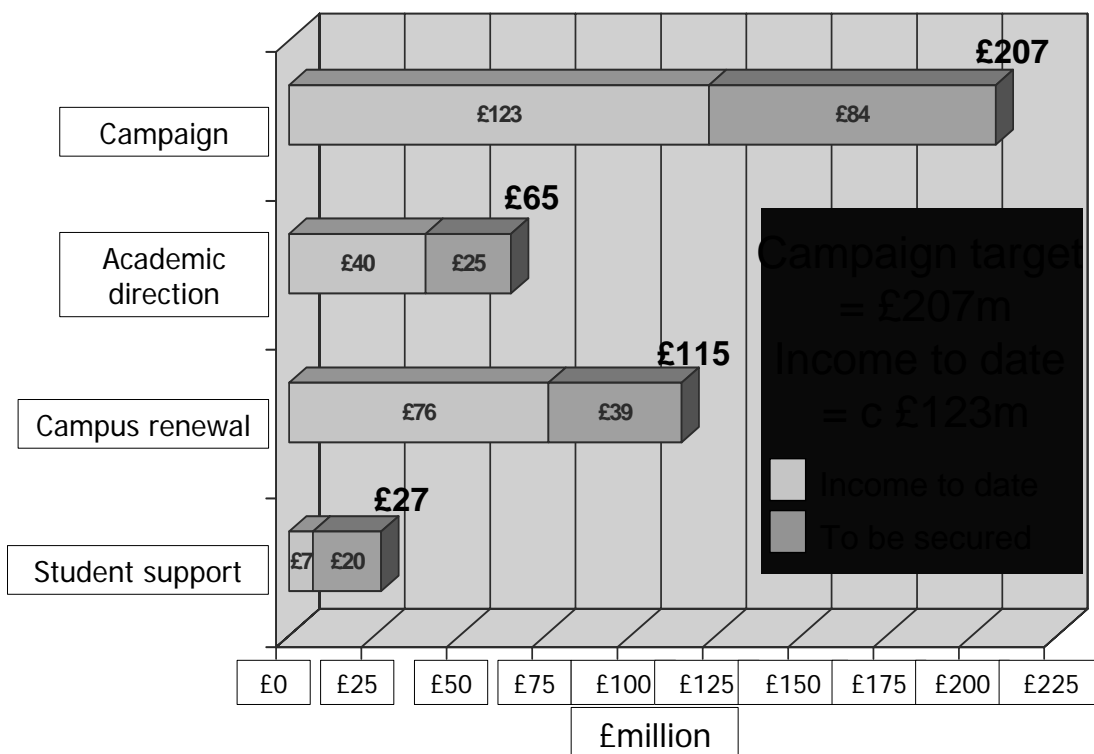 £207
Campaign
£123
£84
£65
Academic
direction
£40
£25
Campaign target
= £207m
Income to date
= c £123m
£115
Campus renewal
£76
£39
Income to date
To be secured
£27
Student support
£7
£20
£0
£25
£50
£75
£100
£125
£150
£175
£200
£225
£million